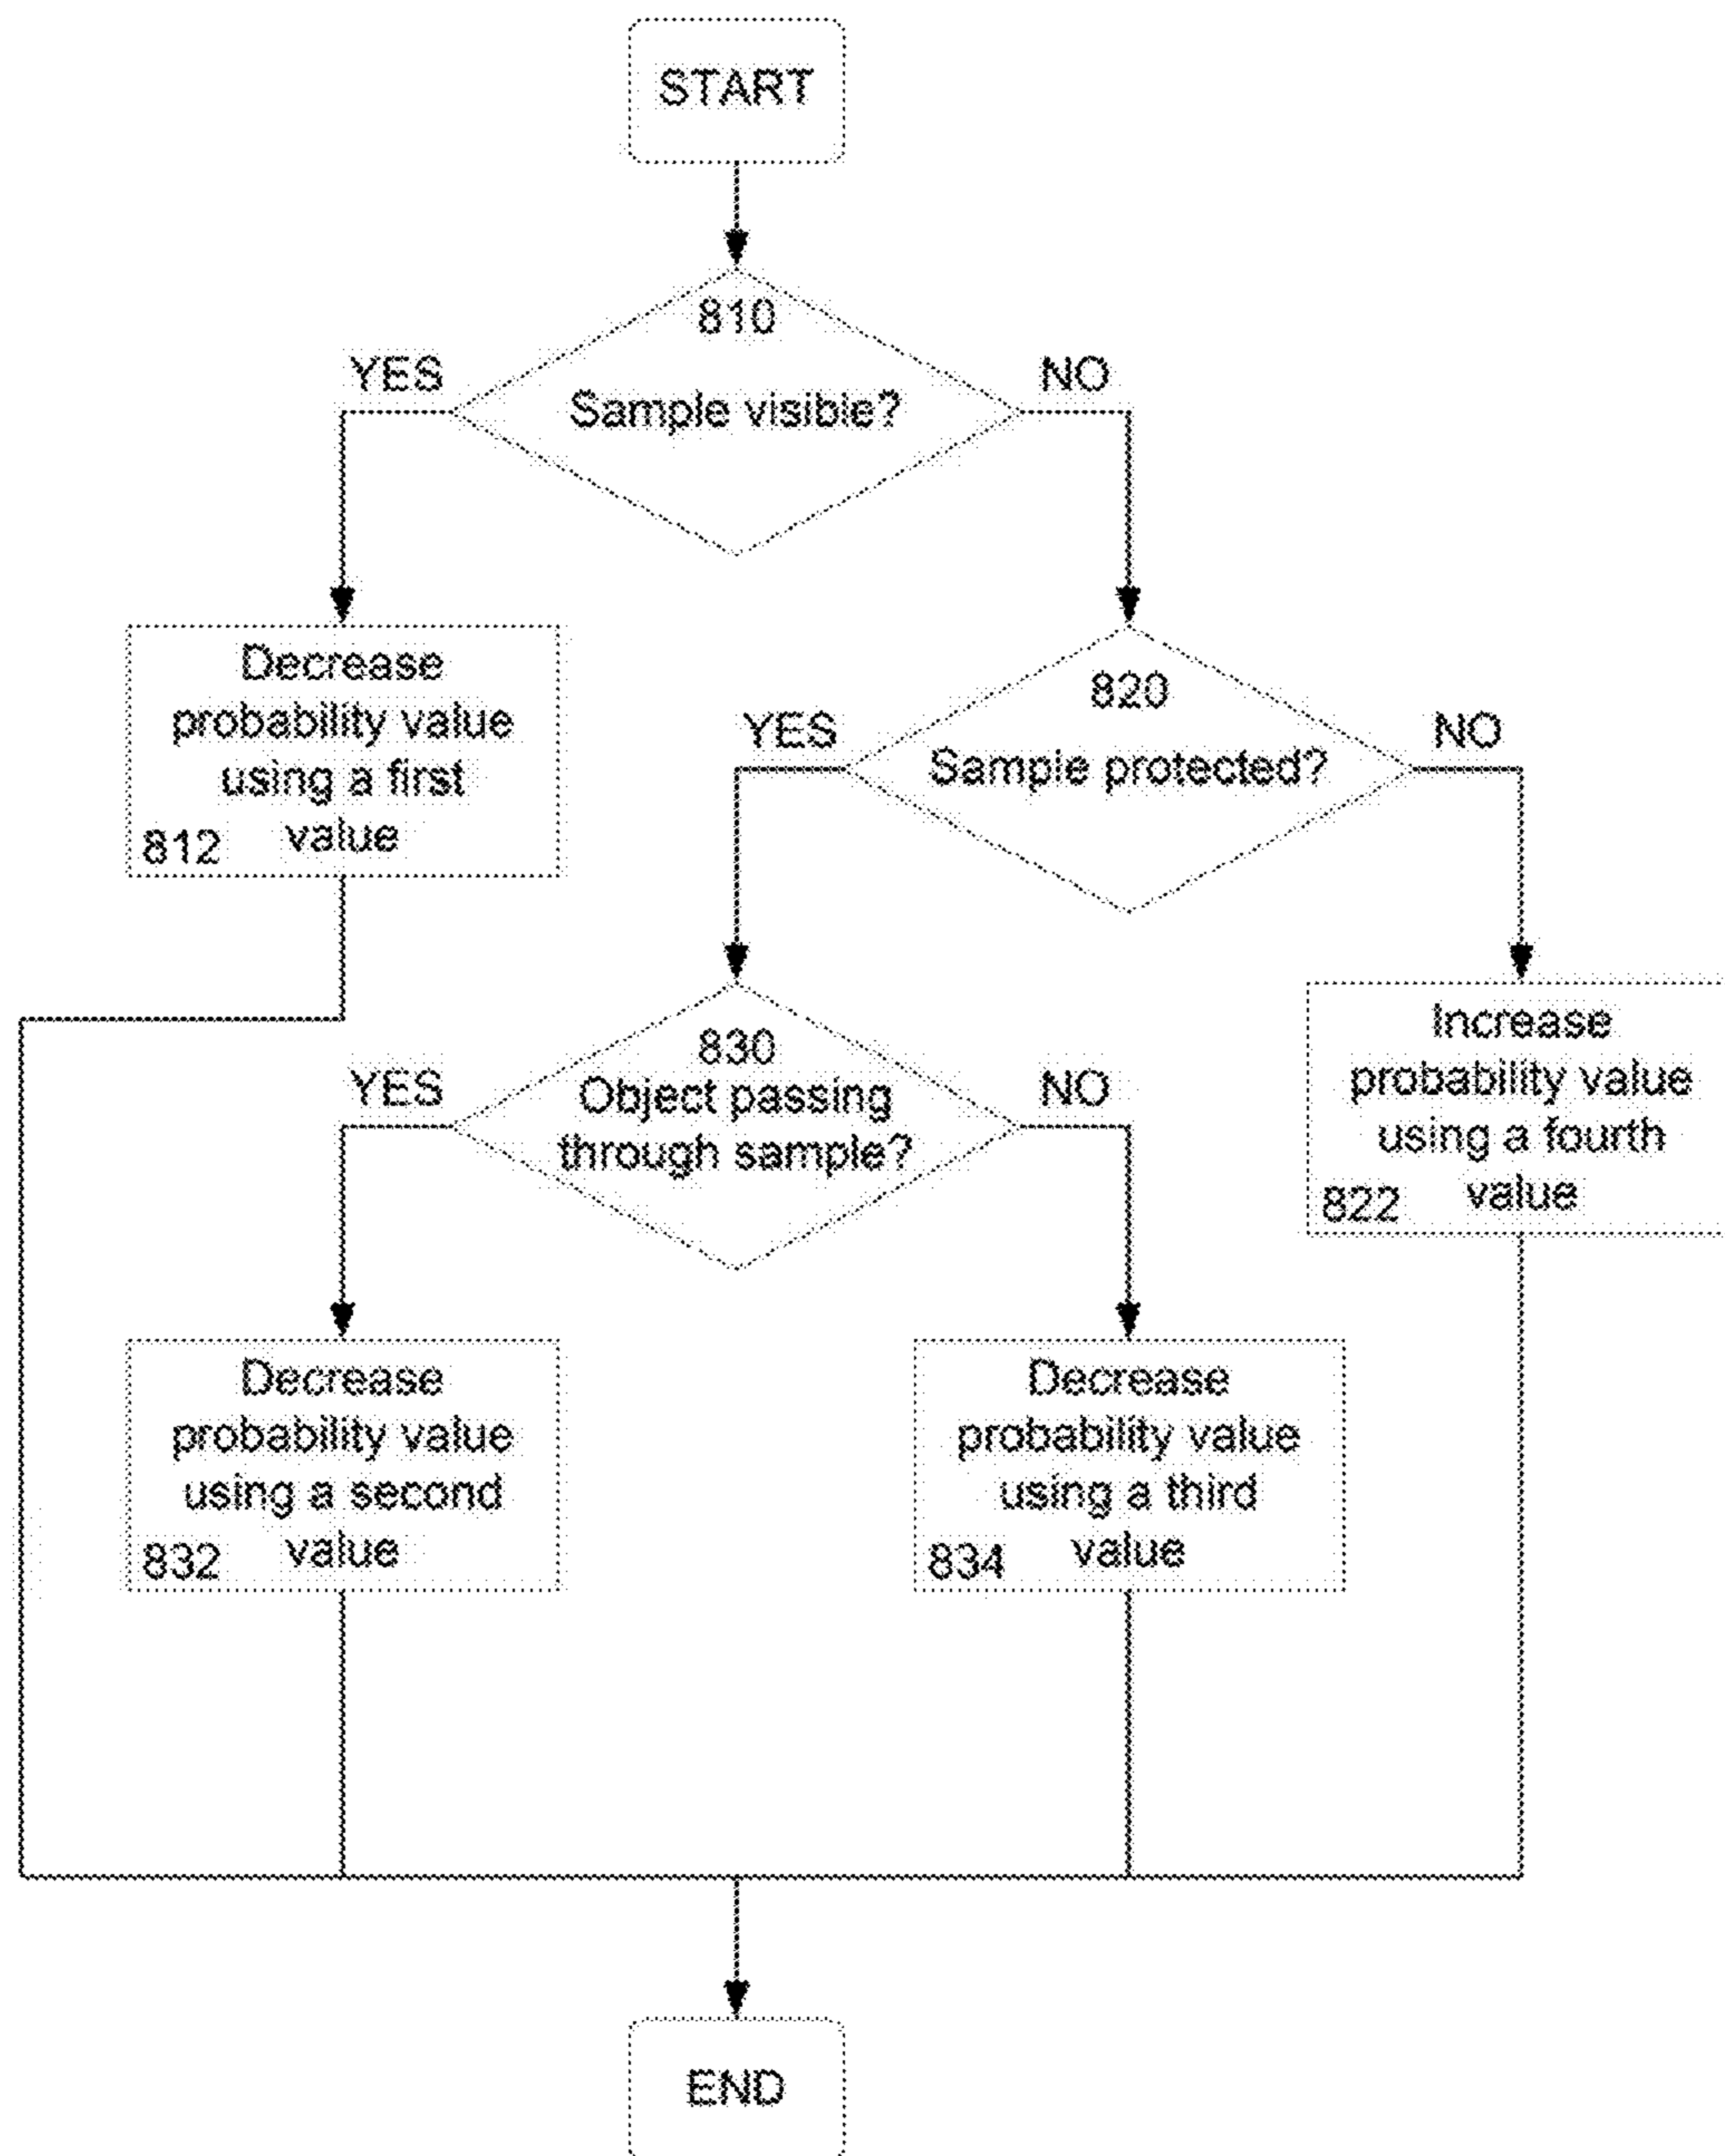 START
810
YES
NO
Sample visible?
Decrease
probability value
using a first
value
812
820
YES
NO
Sample protected?
830
YES
NO
Object passing
through sample?
Increase
probability value
using a fourth
value
822
Decrease
probability value
using a second
value
832
Decrease
probability value
using a third
value
834
END